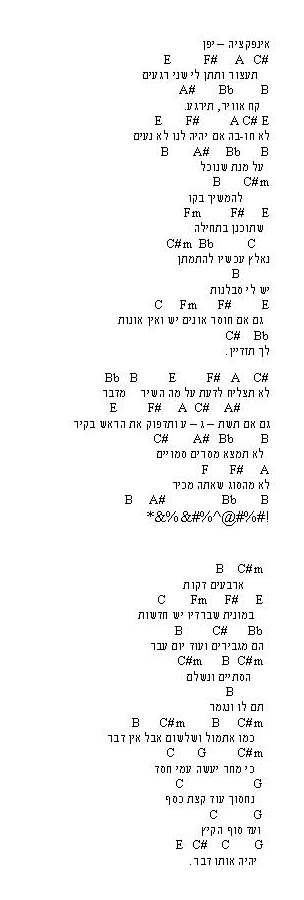 אינפקציה – יפן
E F# A C#
תעצור ותתן לי שני רגעים
A# Bb B
קח אוויר, תירגע.
E F# A C# E
לא חו-בה אם יהיה לנו לא נעים
B A# Bb B
על מנת שנוכל
B C#m
להמשיך בקו
Fm F# E
שתוכנן בתחילה
C#m Bb C
נאלץ עכשיו להתמתן
B
יש לי סבלנות
C Fm F# E
גם אם חוסר אונים יש ואין אונות
C# Bb
לך תזדיין.
Bb B E F# A C#
לא תצליח לדעת על מה השיר מדבר
E F# A C# A#
גם אם תשת – ג – ע ותדפוק את הראש בקיר
C# A# Bb B
לא תמצא מסרים סמויים
F F# A
לא מהסוג שאתה מכיר
B A# Bb B
*&%&#%^@#%#!
B C#m
ארבעים דקות
C Fm F# E
במונית שברדיו יש חדשות
B C# Bb
הם מגבירים ועוד יום עבר
C#m B C#m
הסתיים ונשלם
B
תם לו ונגמר
B C#m B C#m
כמו אתמול ושלשום אבל אין דבר
C G C#m
כי מחר יעשה עמי חסד
C G
נחסוך עוד קצת כסף
C G
ועד סוף הקיץ
E C# C G
יהיה אותו דבר.